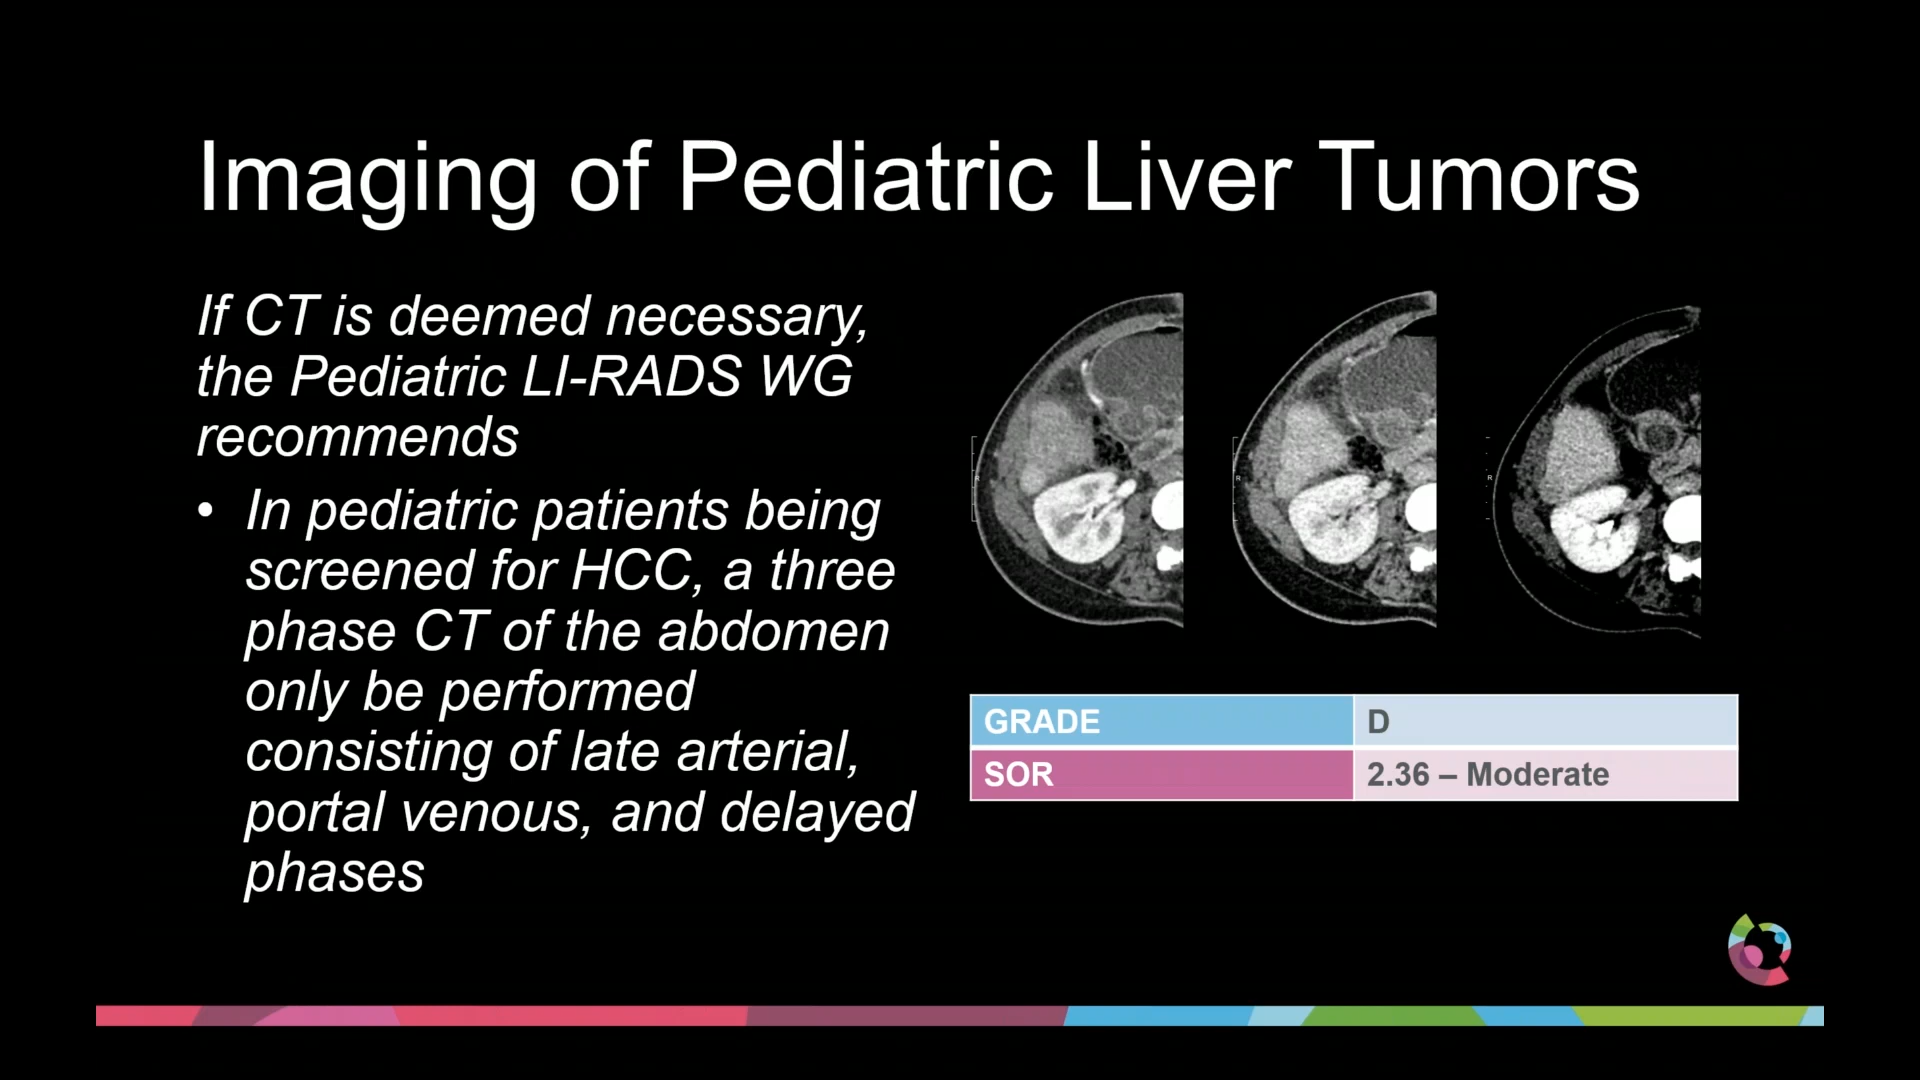 Imaging of Pediatric Liver Tumors
If CT is deemed necessary,
the Pediatric LI-RADS WG
recommends
• In pediatric patients being
screened for HCC, a three
phase CT of the abdomen
only be performed
consisting of late arterial,
portal venous, and delayed
phases
R
R
R
GRADE D
SOR 2.36 – Moderate